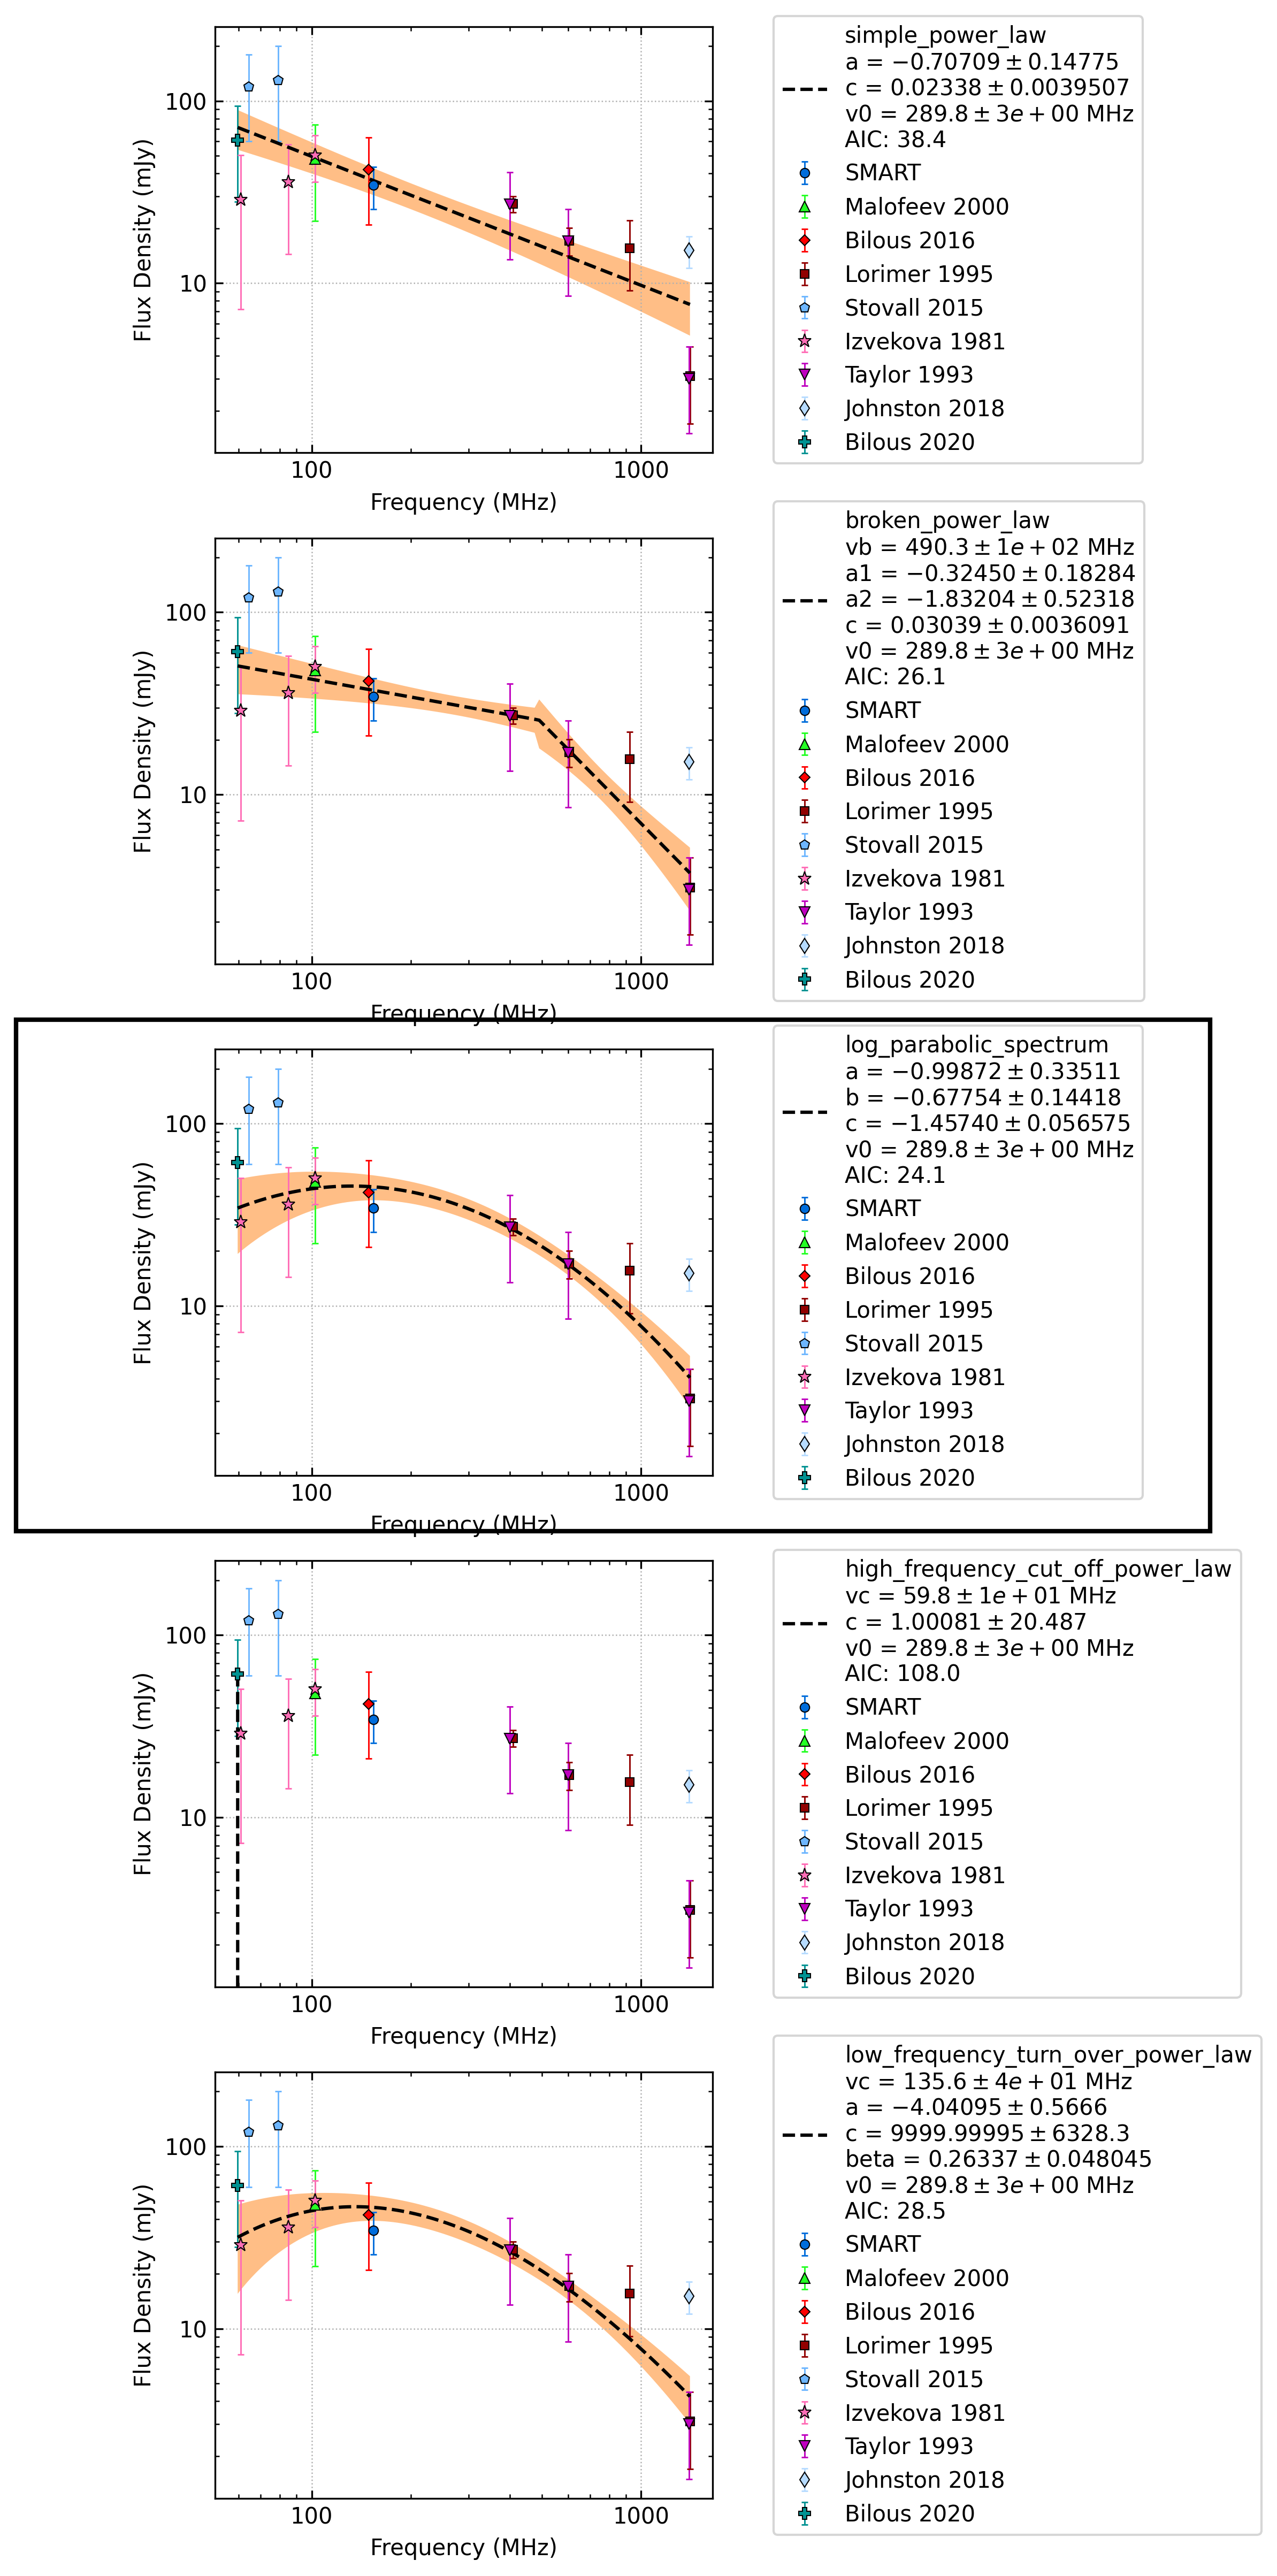 100
10
Flux Density (mJy)
100 1000
Frequency (MHz)
simple_power_law
a = −0.70709 ± 0.14775
c = 0.02338 ± 0.0039507
v0 = 289.8 ± 3e + 00 MHz
AIC: 38.4
SMART
Malofeev 2000
Bilous 2016
Lorimer 1995
Stovall 2015
Izvekova 1981
Taylor 1993
Johnston 2018
Bilous 2020
100
10
Flux Density (mJy)
100 1000
Frequency (MHz)
broken_power_law
vb = 490.3 ± 1e + 02 MHz
a1 = −0.32450 ± 0.18284
a2 = −1.83204 ± 0.52318
c = 0.03039 ± 0.0036091
v0 = 289.8 ± 3e + 00 MHz
AIC: 26.1
SMART
Malofeev 2000
Bilous 2016
Lorimer 1995
Stovall 2015
Izvekova 1981
Taylor 1993
Johnston 2018
Bilous 2020
100
10
Flux Density (mJy)
100 1000
Frequency (MHz)
log_parabolic_spectrum
a = −0.99872 ± 0.33511
b = −0.67754 ± 0.14418
c = −1.45740 ± 0.056575
v0 = 289.8 ± 3e + 00 MHz
AIC: 24.1
SMART
Malofeev 2000
Bilous 2016
Lorimer 1995
Stovall 2015
Izvekova 1981
Taylor 1993
Johnston 2018
Bilous 2020
100
10
Flux Density (mJy)
100 1000
Frequency (MHz)
high_frequency_cut_off_power_law
vc = 59.8 ± 1e + 01 MHz
c = 1.00081 ± 20.487
v0 = 289.8 ± 3e + 00 MHz
AIC: 108.0
SMART
Malofeev 2000
Bilous 2016
Lorimer 1995
Stovall 2015
Izvekova 1981
Taylor 1993
Johnston 2018
Bilous 2020
100
10
Flux Density (mJy)
100 1000
Frequency (MHz)
low_frequency_turn_over_power_law
vc = 135.6 ± 4e + 01 MHz
a = −4.04095 ± 0.5666
c = 9999.99995 ± 6328.3
beta = 0.26337 ± 0.048045
v0 = 289.8 ± 3e + 00 MHz
AIC: 28.5
SMART
Malofeev 2000
Bilous 2016
Lorimer 1995
Stovall 2015
Izvekova 1981
Taylor 1993
Johnston 2018
Bilous 2020